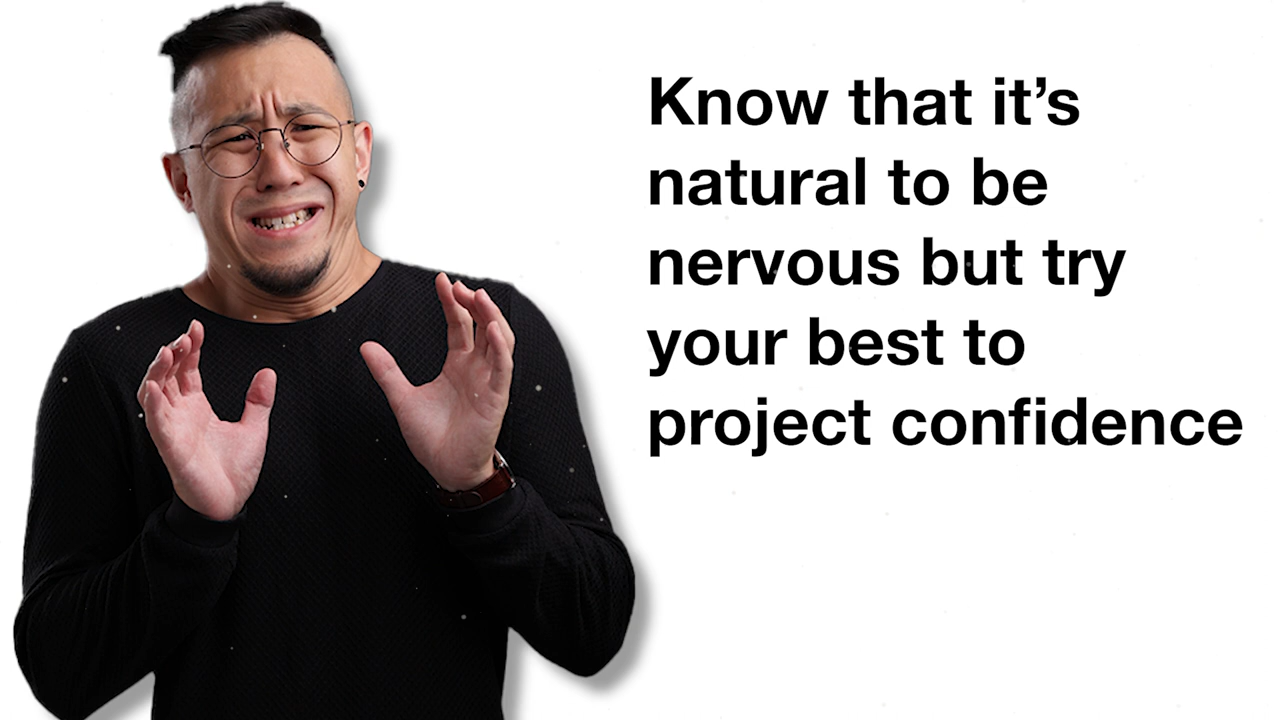 Know that it’s
natural to be
nervous but try
your best to
project confidence